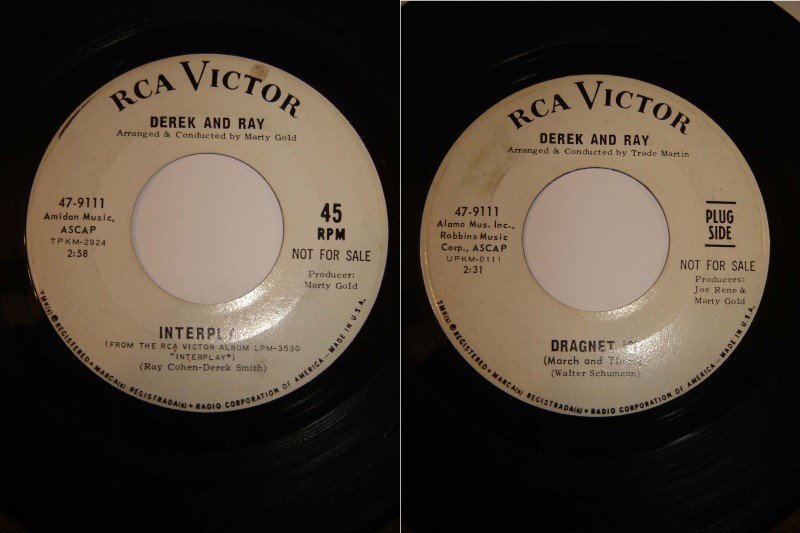 RCA VICTOR
DEREK AND RAY
Arranged & Conducted by Marty Gold
47-9111
Amidan Music,
ASCAP
TPKM-2924
2:58
45
RPM
NOT FOR SALE
Producer:
Marty Gold
(FROM THE RCA VICTOR ALBUM LPM-3530
"INTERPLAY")
(Ray Cohen-Derek Smith)
TMK(s) ® REGISTERED • MARCA(s) REGISTRADA(s) • RADIO CORPORATION OF AMERICA—MADE IN U.S.A.
RCA VICTOR
DEREK AND RAY
Arranged & Conducted by Trade Martin
47-9111
Alamo Mus. Inc.,
Robbins Music
Corp., ASCAP
UPKM-0111
2:31
PLUG
SIDE
NOT FOR SALE
Producers:
Joe Rene &
Marty Gold
DRAGNET
(March and
(Walter Schumann)
TMK(s) ® REGISTERED • MARCA(s) REGISTRADA(s) • RADIO CORPORATION OF AMERICA—MADE IN U.S.A.